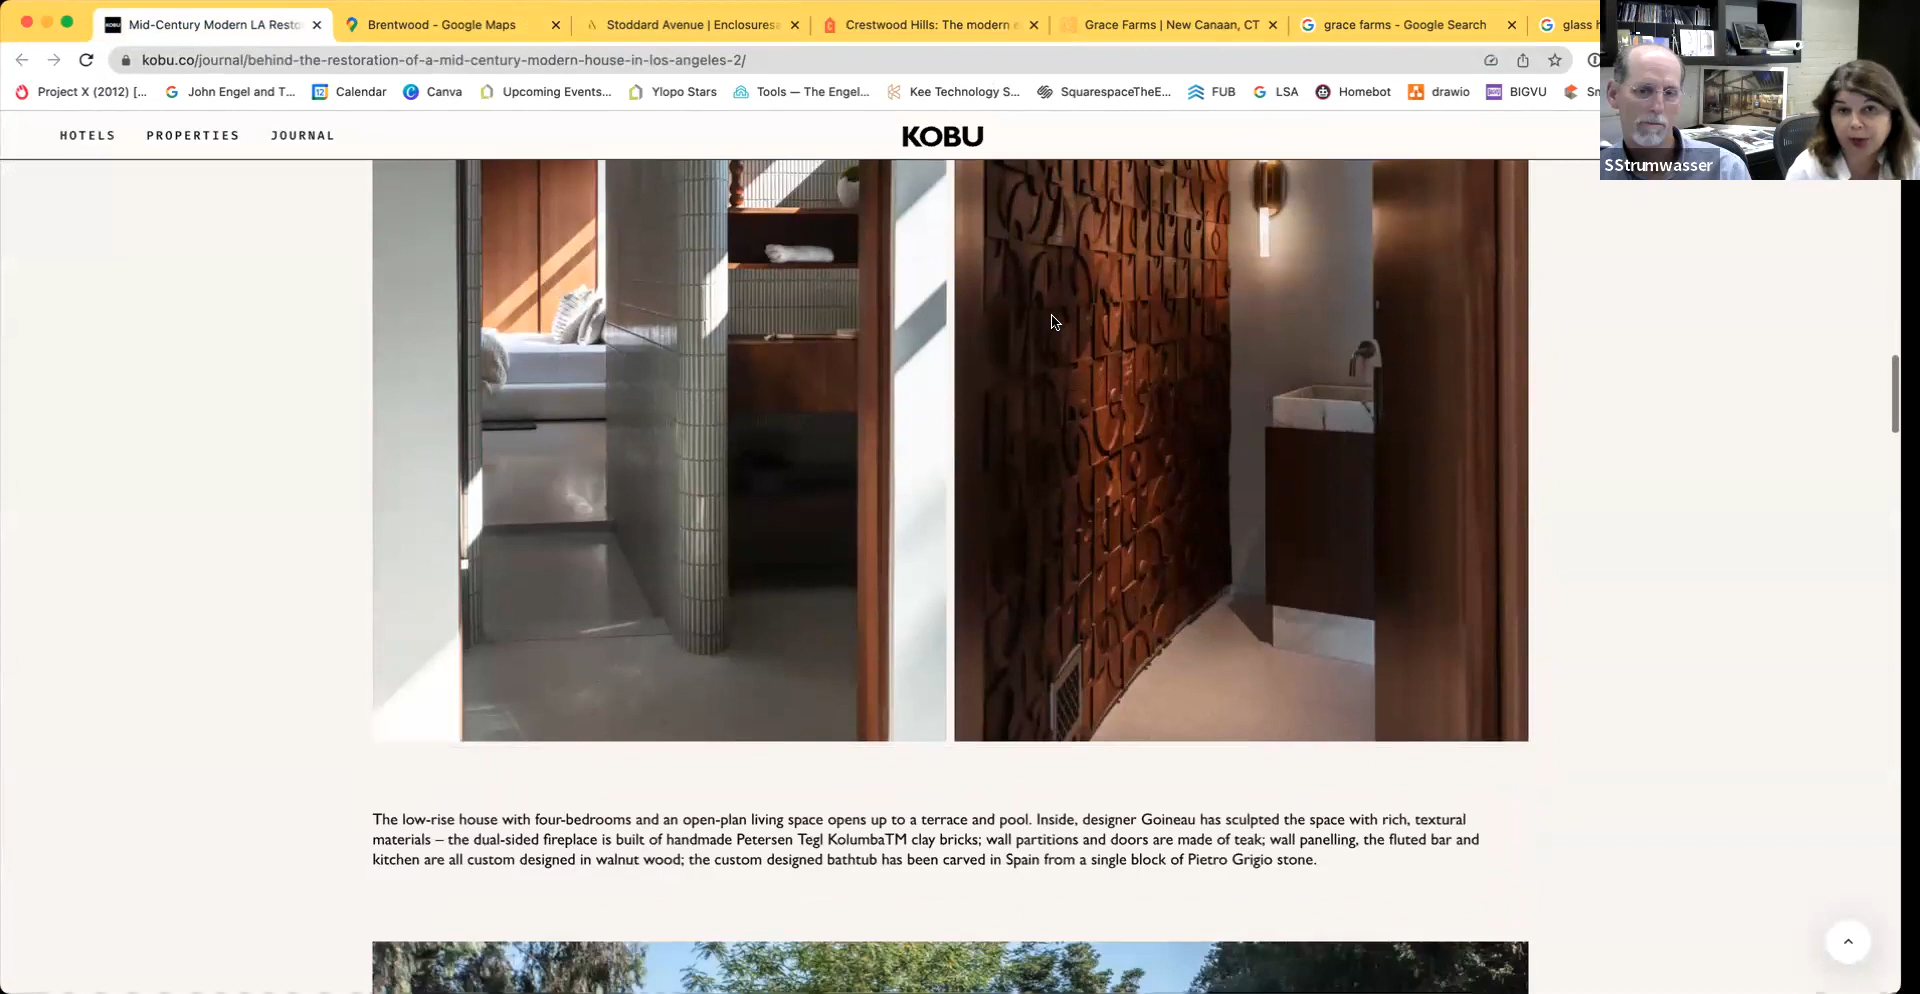 Mid-Century Modern LA Resto
Brentwood - Google Maps
Stoddard Avenue | Enclosures
Crestwood Hills: The modern
Grace Farms | New Canaan, CT
grace farms - Google Search
glass
kobu.co/journal/behind-the-restoration-of-a-mid-century-modern-house-in-los-angeles-2/
Project X (2012) [...
John Engel and T...
12
Calendar
Canva
Upcoming Events...
Ylopo Stars
Tools — The Engel...
Kee Technology S...
SquarespaceTheE...
FUB
LSA
Homebot
drawio
BIGVU
HOTELS PROPERTIES JOURNAL
KOBU
SStrumwasser
The low-rise house with four-bedrooms and an open-plan living space opens up to a terrace and pool. Inside, designer Goineau has sculpted the space with rich, textural
materials – the dual-sided fireplace is built of handmade Petersen Tegl KolumbaTM clay bricks; wall partitions and doors are made of teak; wall panelling, the fluted bar and
kitchen are all custom designed in walnut wood; the custom designed bathtub has been carved in Spain from a single block of Pietro Grigio stone.